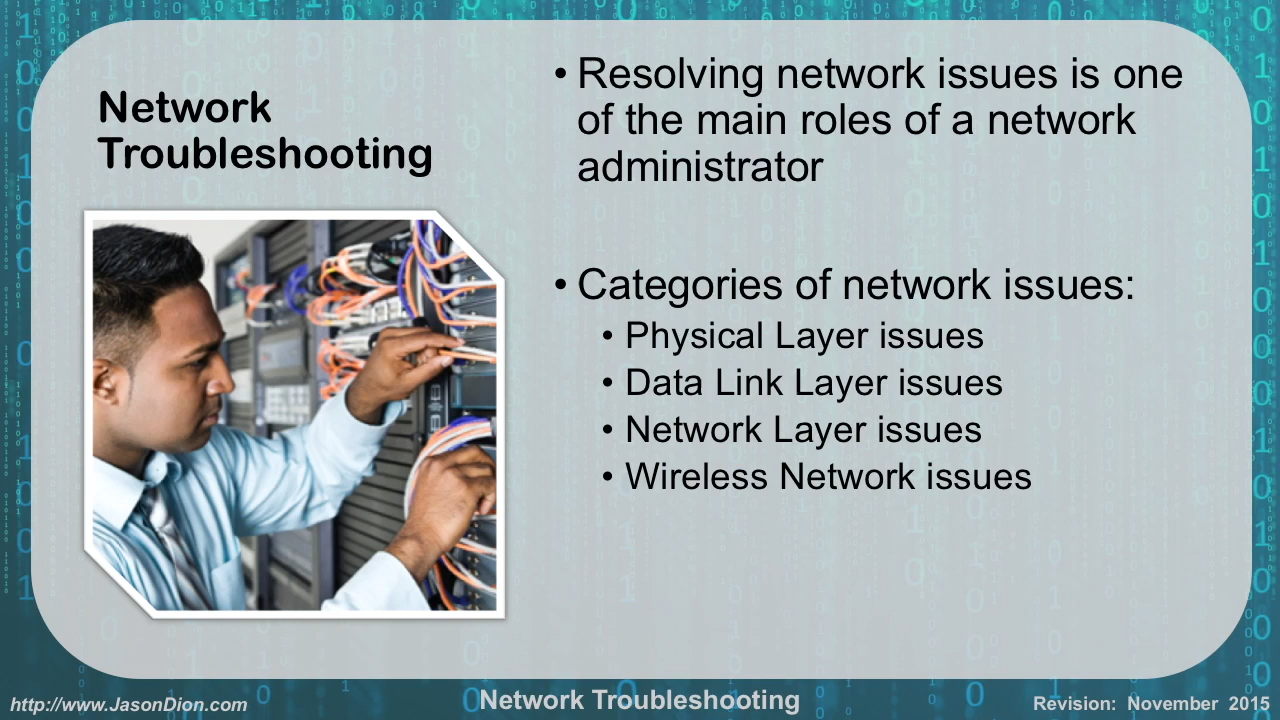 Network
Troubleshooting
• Resolving network issues is one
of the main roles of a network
administrator
• Categories of network issues:
• Physical Layer issues
• Data Link Layer issues
• Network Layer issues
• Wireless Network issues
http://www.JasonDion.com
Network Troubleshooting
Revision: November 2015